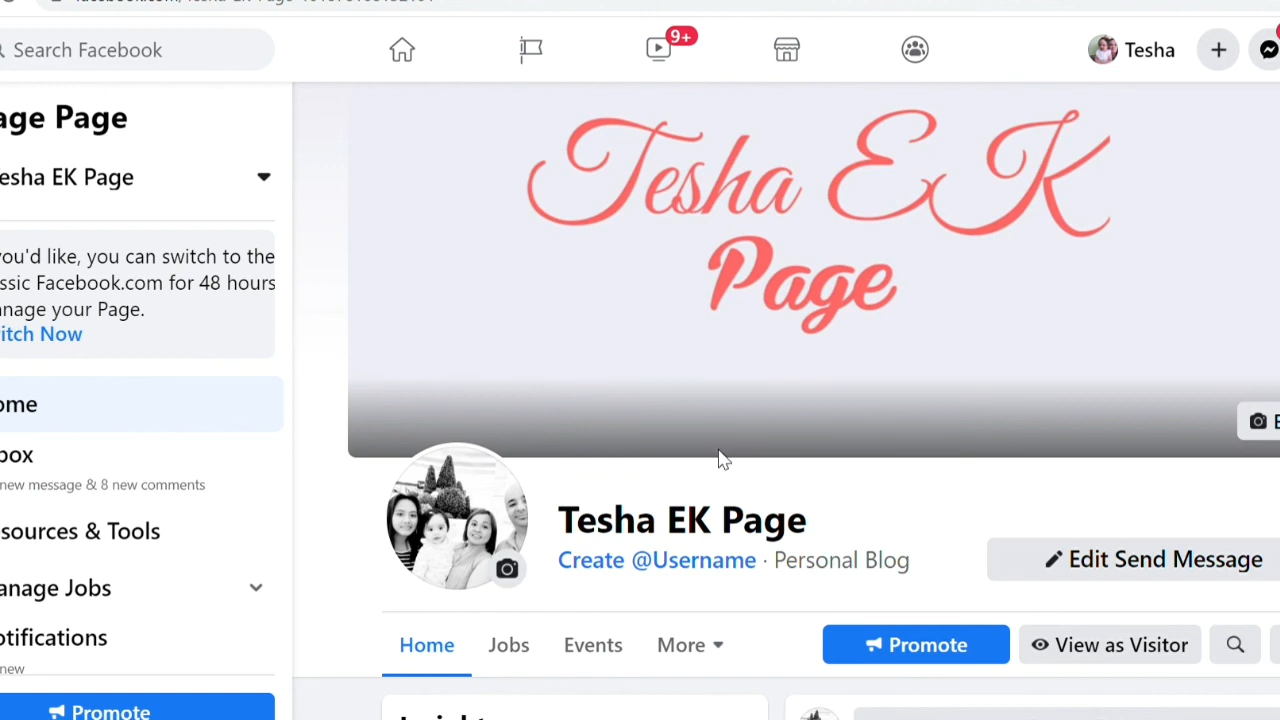 Search Facebook
9+
Tesha
age Page
esha EK Page
ou'd like, you can switch to the
ssic Facebook.com for 48 hours
nage your Page.
itch Now
ome
box
new message & 8 new comments
sources & Tools
anage Jobs
otifications
new
Promote
Tesha EK
Page
Tesha EK Page
Create @Username · Personal Blog
Edit Send Message
Home
Jobs
Events
More
Promote
View as Visitor